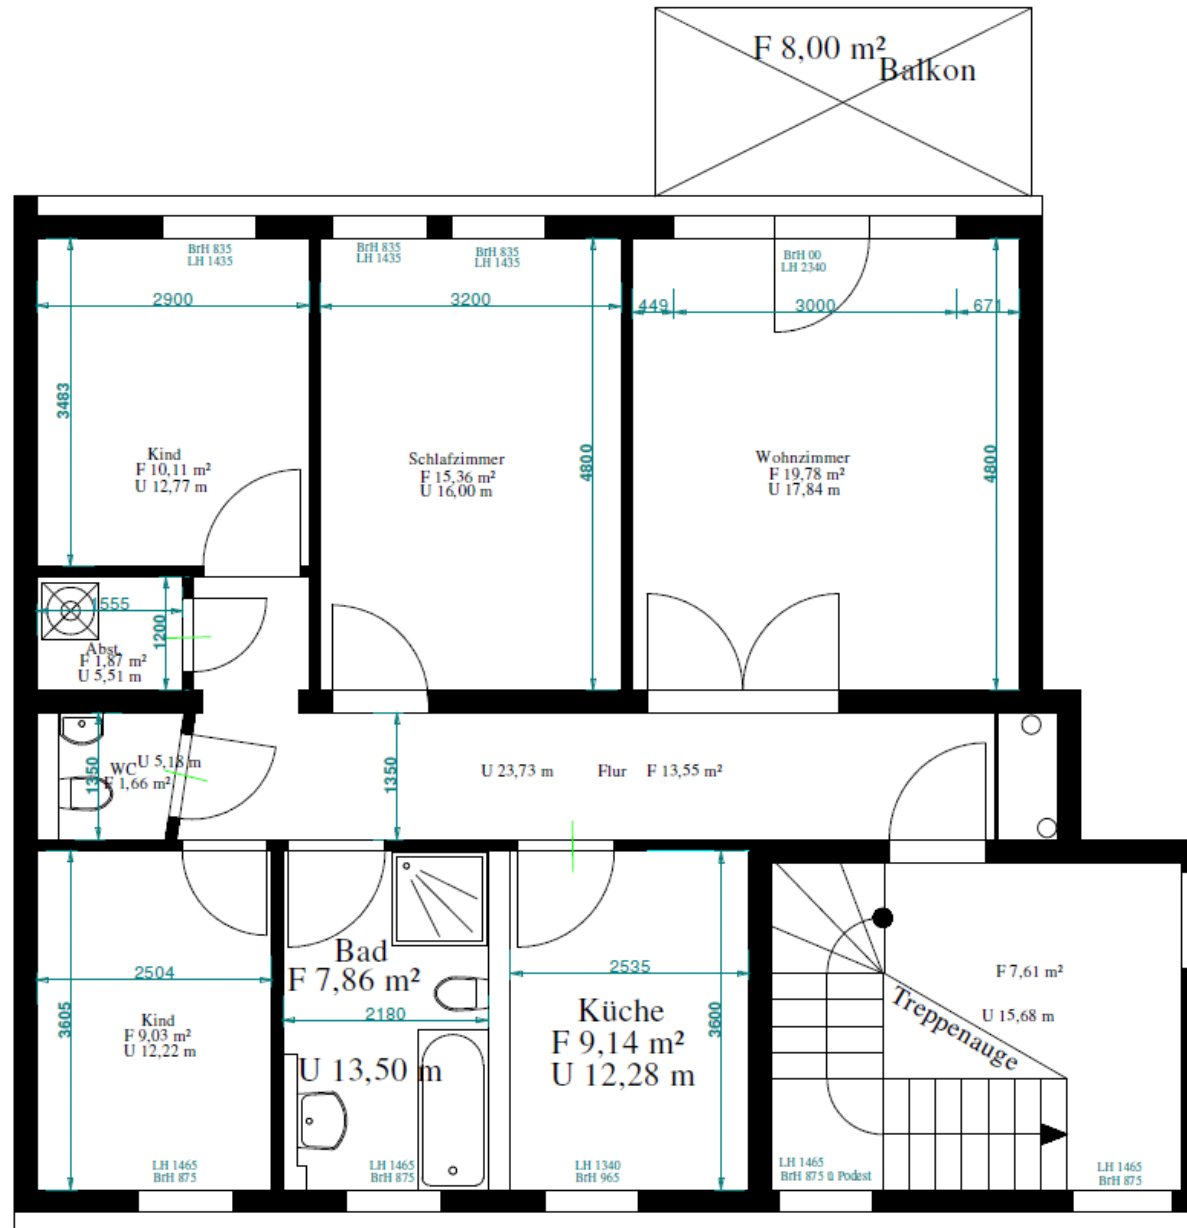 F 8,00 m²
Balkon
BrH 835
LH 1435
BrH 835
LH 1435
BrH 835
LH 1435
BrH 00
LH 2340
2900
3200
449
3000
671
3483
4800
4800
Kind
F 10,11 m²
U 12,77 m
Schlafzimmer
F 15,36 m²
U 16,00 m
Wohnzimmer
F 19,78 m²
U 17,84 m
1555
1200
Abst.
F 1,87 m²
U 5,51 m
1350
WC
U 5,18 m
F 1,66 m²
1350
U 23,73 m Flur F 13,55 m²
2504
3605
Kind
F 9,03 m²
U 12,22 m
Bad
F 7,86 m²
2180
U 13,50 m
2535
3600
Küche
F 9,14 m²
U 12,28 m
F 7,61 m²
U 15,68 m
Treppenauge
LH 1465
BrH 875
LH 1465
BrH 875
LH 1340
BrH 965
LH 1465
BrH 875 ü Podest
LH 1465
BrH 875